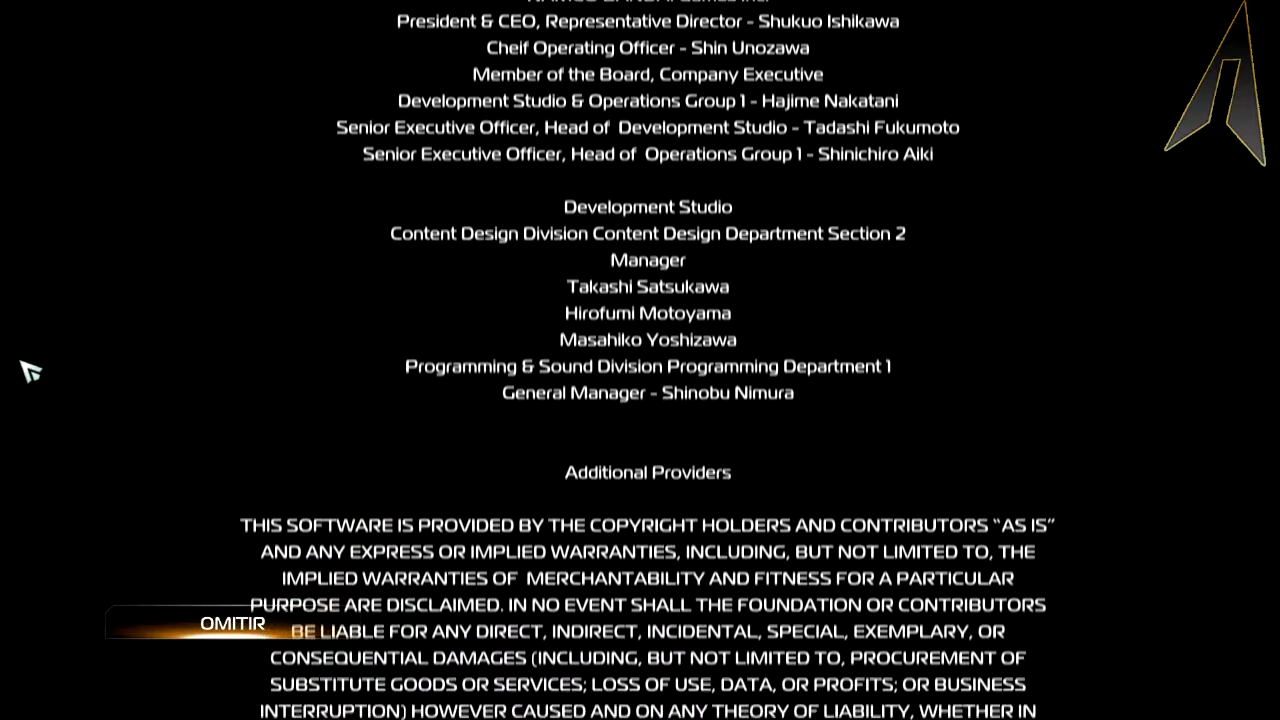 President & CEO, Representative Director - Shukuo Ishikawa
Cheif Operating Officer - Shin Unozawa
Member of the Board, Company Executive
Development Studio & Operations Group 1 - Hajime Nakatani
Senior Executive Officer, Head of Development Studio - Tadashi Fukumoto
Senior Executive Officer, Head of Operations Group 1 - Shinichiro Aiki
Development Studio
Content Design Division Content Design Department Section 2
Manager
Takashi Satsukawa
Hirofumi Motoyama
Masahiko Yoshizawa
Programming & Sound Division Programming Department 1
General Manager - Shinobu Nimura
Additional Providers
THIS SOFTWARE IS PROVIDED BY THE COPYRIGHT HOLDERS AND CONTRIBUTORS “AS IS”
AND ANY EXPRESS OR IMPLIED WARRANTIES, INCLUDING, BUT NOT LIMITED TO, THE
IMPLIED WARRANTIES OF MERCHANTABILITY AND FITNESS FOR A PARTICULAR
PURPOSE ARE DISCLAIMED. IN NO EVENT SHALL THE FOUNDATION OR CONTRIBUTORS
OMITIR
BE LIABLE FOR ANY DIRECT, INDIRECT, INCIDENTAL, SPECIAL, EXEMPLARY, OR
CONSEQUENTIAL DAMAGES (INCLUDING, BUT NOT LIMITED TO, PROCUREMENT OF
SUBSTITUTE GOODS OR SERVICES; LOSS OF USE, DATA, OR PROFITS; OR BUSINESS
INTERRUPTION) HOWEVER CAUSED AND ON ANY THEORY OF LIABILITY, WHETHER IN